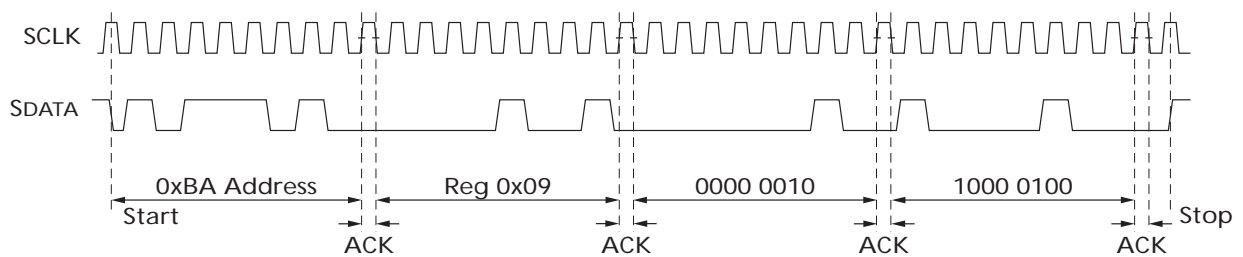 SCLK
SDATA
0xBA Address
Reg 0x09
0000 0010
1000 0100
Start
Stop
ACK
ACK
ACK
ACK